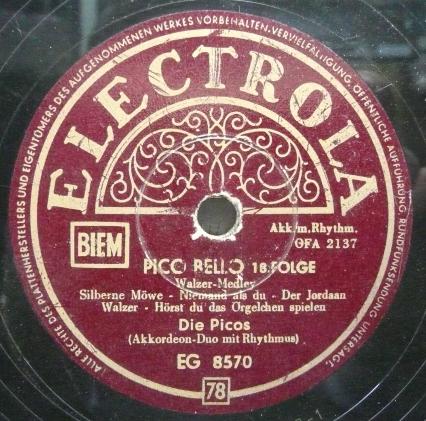 ALLE RECHTE DES PLATTENHERSTELLERS UND EIGENTÜMERS DES AUFGENOMMENEN WERKES VORBEHALTEN. VERVIELFÄLTIGUNG, ÖFFENTLICHE AUFFÜHRUNG, RUNDFUNKSENDUNG UNTERSAGT.
ELECTROLA
Akk.m.Rhythm.
0FA 2137
BIEM
PICO BELLO 18.FOLGE
Walzer-Medley
Silberne Möwe - Niemand als du - Der Jordaan
Walzer - Hörst du das Orgelchen spielen
Die Picos
(Akkordeon-Duo mit Rhythmus)
EG 8570
78